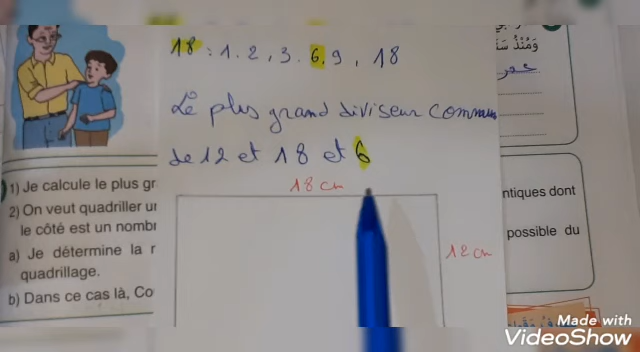 18 : 1. 2, 3. 6, 9, 18
Le plus grand diviseur commun
de 12 et 18 et 6
18 cm
12 cm
1) Je calcule le plus gr
2) On veut quadriller un
le côté est un nombr
a) Je détermine la r
quadrillage.
b) Dans ce cas là, Co
ntiques dont
possible du
وَمُنْذُ
Made with
VideoShow